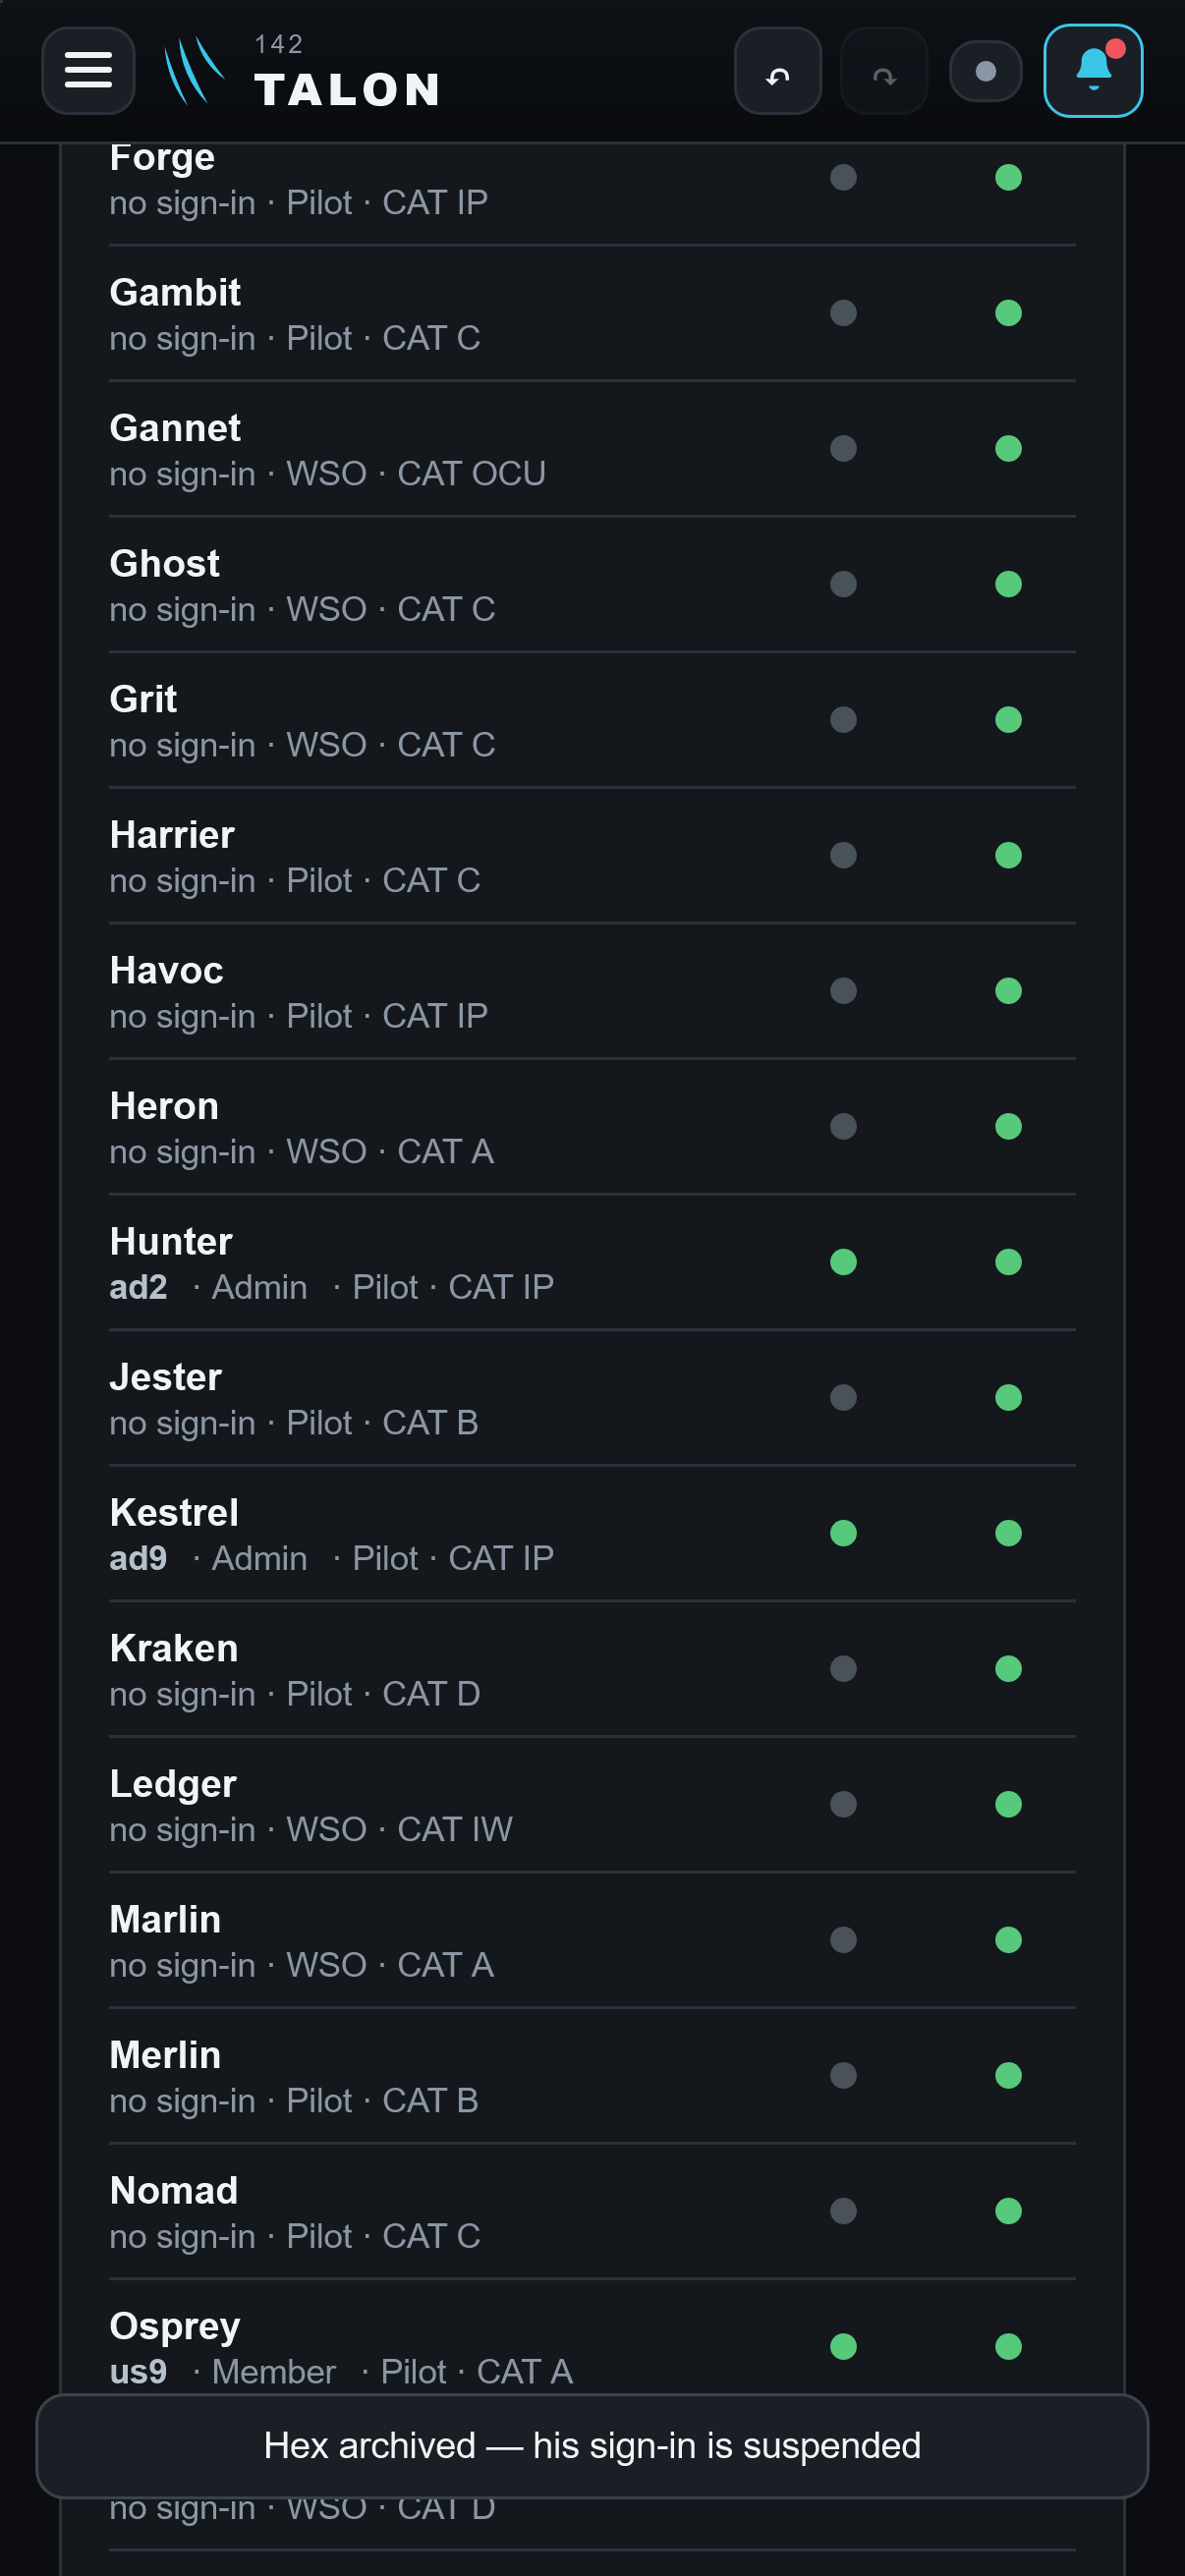 142
TALON
Forge
no sign-in · Pilot · CAT IP
Gambit
no sign-in · Pilot · CAT C
Gannet
no sign-in · WSO · CAT OCU
Ghost
no sign-in · WSO · CAT C
Grit
no sign-in · WSO · CAT C
Harrier
no sign-in · Pilot · CAT C
Havoc
no sign-in · Pilot · CAT IP
Heron
no sign-in · WSO · CAT A
Hunter
ad2 · Admin · Pilot · CAT IP
Jester
no sign-in · Pilot · CAT B
Kestrel
ad9 · Admin · Pilot · CAT IP
Kraken
no sign-in · Pilot · CAT D
Ledger
no sign-in · WSO · CAT IW
Marlin
no sign-in · WSO · CAT A
Merlin
no sign-in · Pilot · CAT B
Nomad
no sign-in · Pilot · CAT C
Osprey
us9 · Member · Pilot · CAT A
Hex archived — his sign-in is suspended
no sign-in · WSO · CAT D